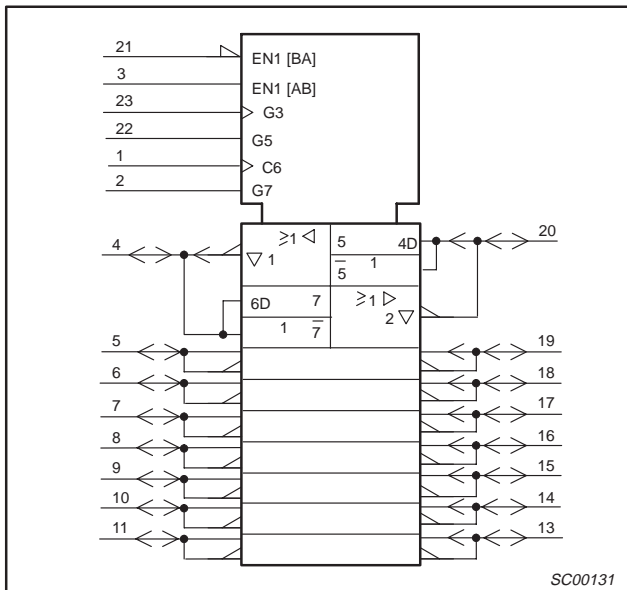 21 EN1 [BA]
3 EN1 [AB]
23 G3
22 G5
1 C6
2 G7
4 ≥1 5 4D 20
▽ 1 5̅ 1
6D 7 ≥1
1 7̅ 2 ▽
5 19
6 18
7 17
8 16
9 15
10 14
11 13
SC00131